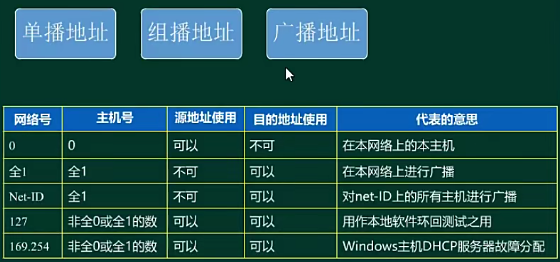 单播地址 组播地址 广播地址
网络号 主机号 源地址使用 目的地址使用 代表的意思
0 0 可以 不可 在本网络上的本主机
全1 全1 不可 可以 在本网络上进行广播
Net-ID 全1 不可 可以 对net-ID上的所有主机进行广播
127 非全0或全1的数 可以 可以 用作本地软件环回测试之用
169.254 非全0或全1的数 可以 可以 Windows主机DHCP服务器故障分配